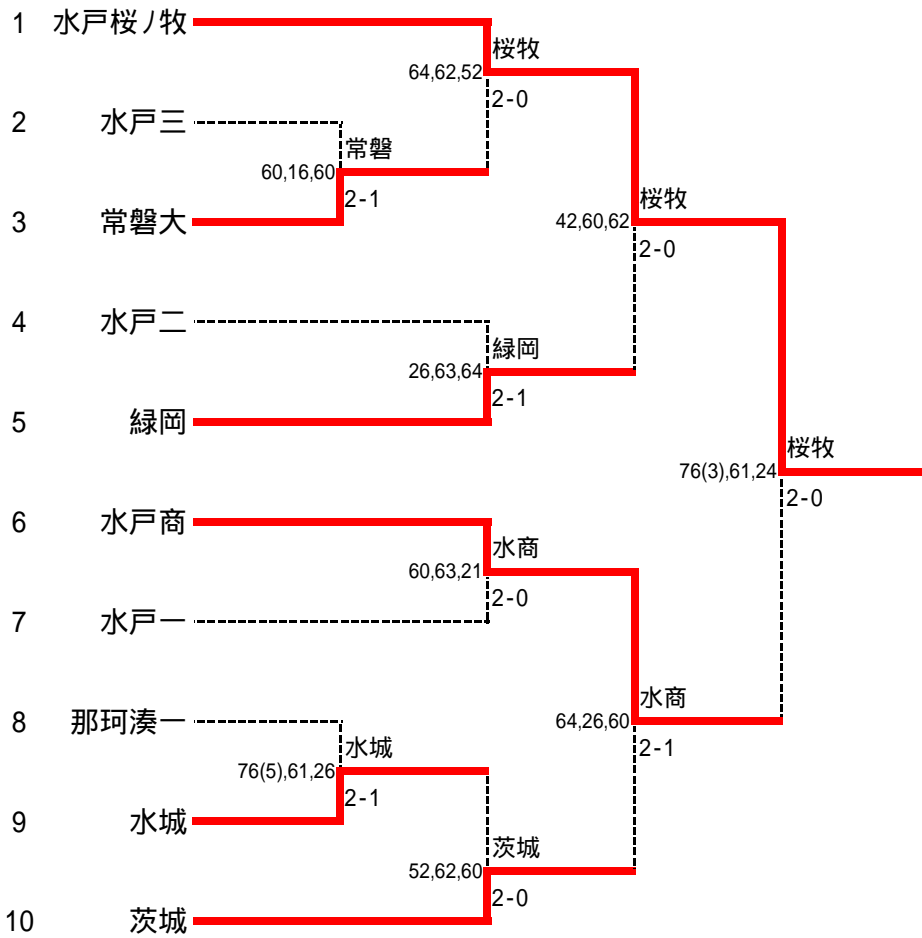 1 水戸桜ノ牧
桜牧
64,62,52
2-0
2 水戸三
常磐
60,16,60
2-1
3 常磐大
桜牧
42,60,62
2-0
4 水戸二
緑岡
26,63,64
2-1
5 緑岡
桜牧
76(3),61,24
2-0
6 水戸商
水商
60,63,21
2-0
7 水戸一
水商
64,26,60
2-1
8 那珂湊一
水城
76(5),61,26
2-1
9 水城
茨城
52,62,60
2-0
10 茨城